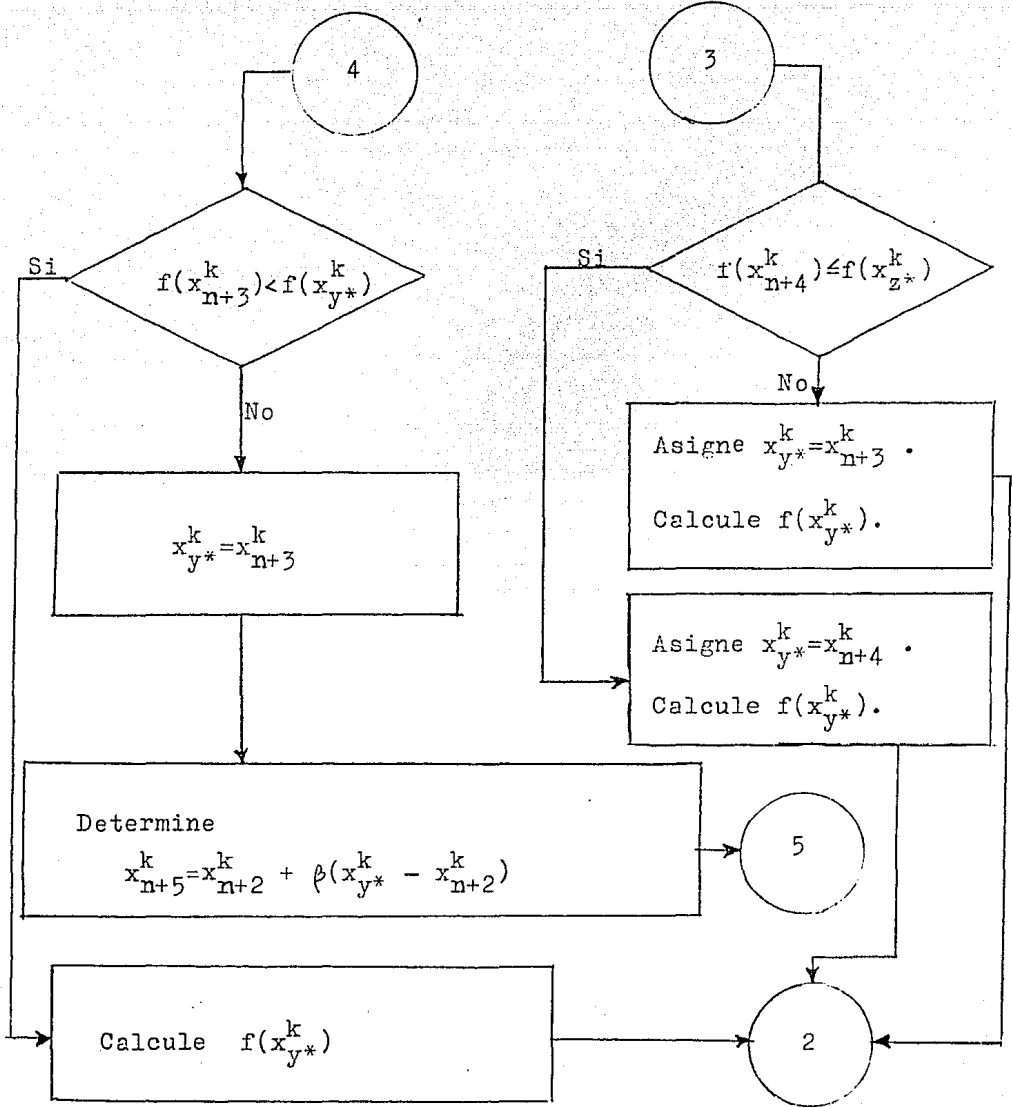 4
Si
f(x^k_{n+3})<f(x^k_{y*})
No
x^k_{y*}=x^k_{n+3}
Determine
x^k_{n+5}=x^k_{n+2} + β(x^k_{y*} - x^k_{n+2})
5
Calcule f(x^k_{y*})
3
Si
f(x^k_{n+4})≤f(x^k_{z*})
No
Asigne x^k_{y*}=x^k_{n+3} .
Calcule f(x^k_{y*}).
Asigne x^k_{y*}=x^k_{n+4} .
Calcule f(x^k_{y*}).
2